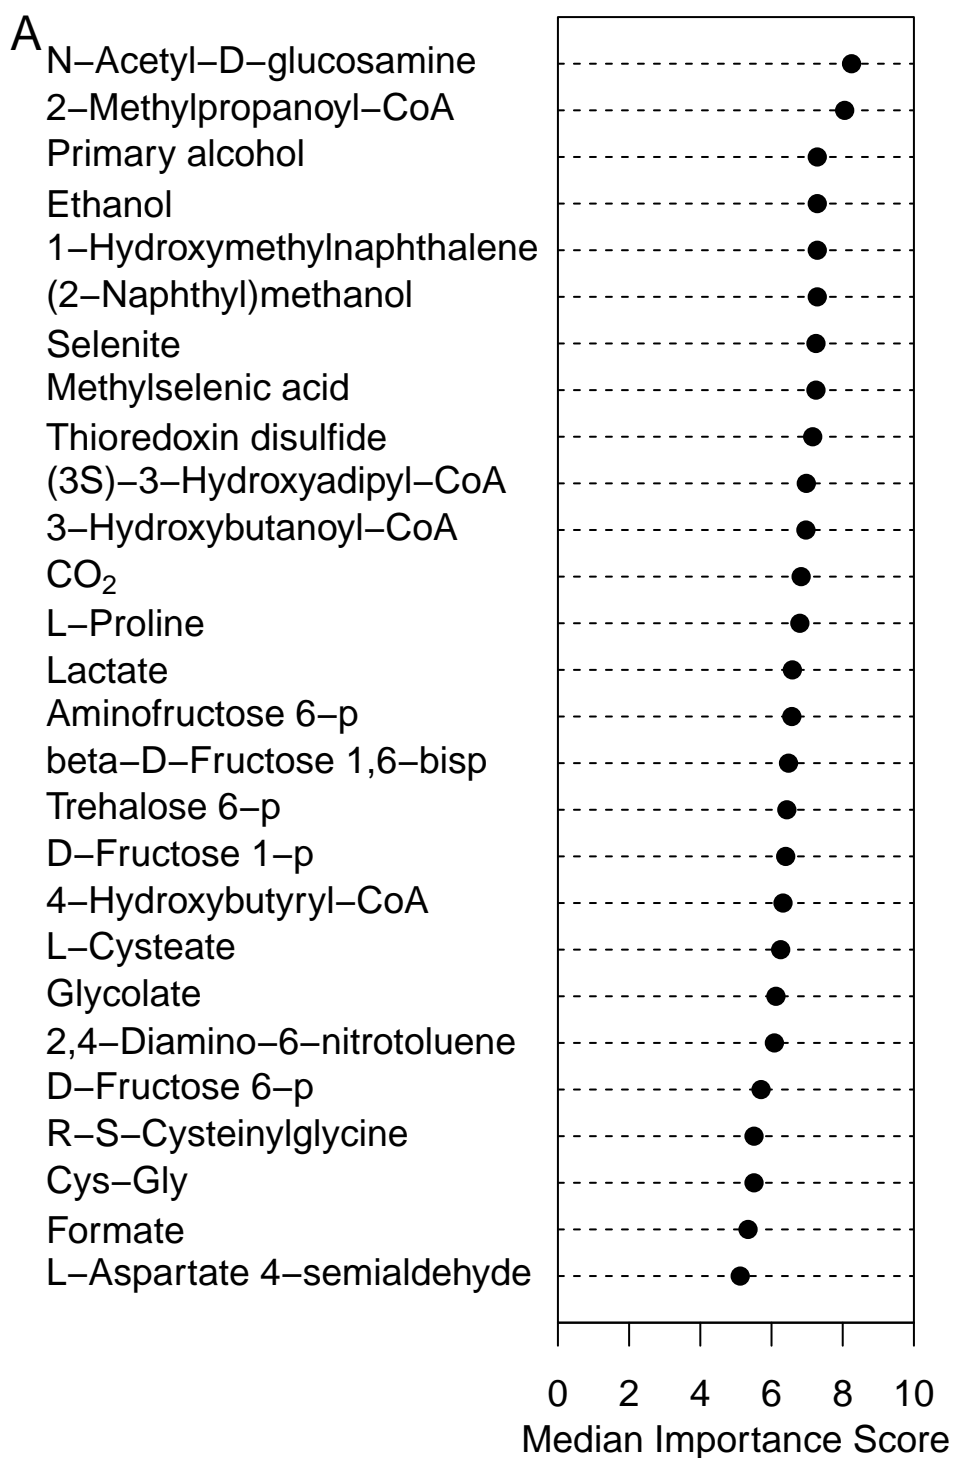 A
N−Acetyl−D−glucosamine
2−Methylpropanoyl−CoA
Primary alcohol
Ethanol
1−Hydroxymethylnaphthalene
(2−Naphthyl)methanol
Selenite
Methylselenic acid
Thioredoxin disulfide
(3S)−3−Hydroxyadipyl−CoA
3−Hydroxybutanoyl−CoA
CO₂
L−Proline
Lactate
Aminofructose 6−p
beta−D−Fructose 1,6−bisp
Trehalose 6−p
D−Fructose 1−p
4−Hydroxybutyryl−CoA
L−Cysteate
Glycolate
2,4−Diamino−6−nitrotoluene
D−Fructose 6−p
R−S−Cysteinylglycine
Cys−Gly
Formate
L−Aspartate 4−semialdehyde
0 2 4 6 8 10
Median Importance Score